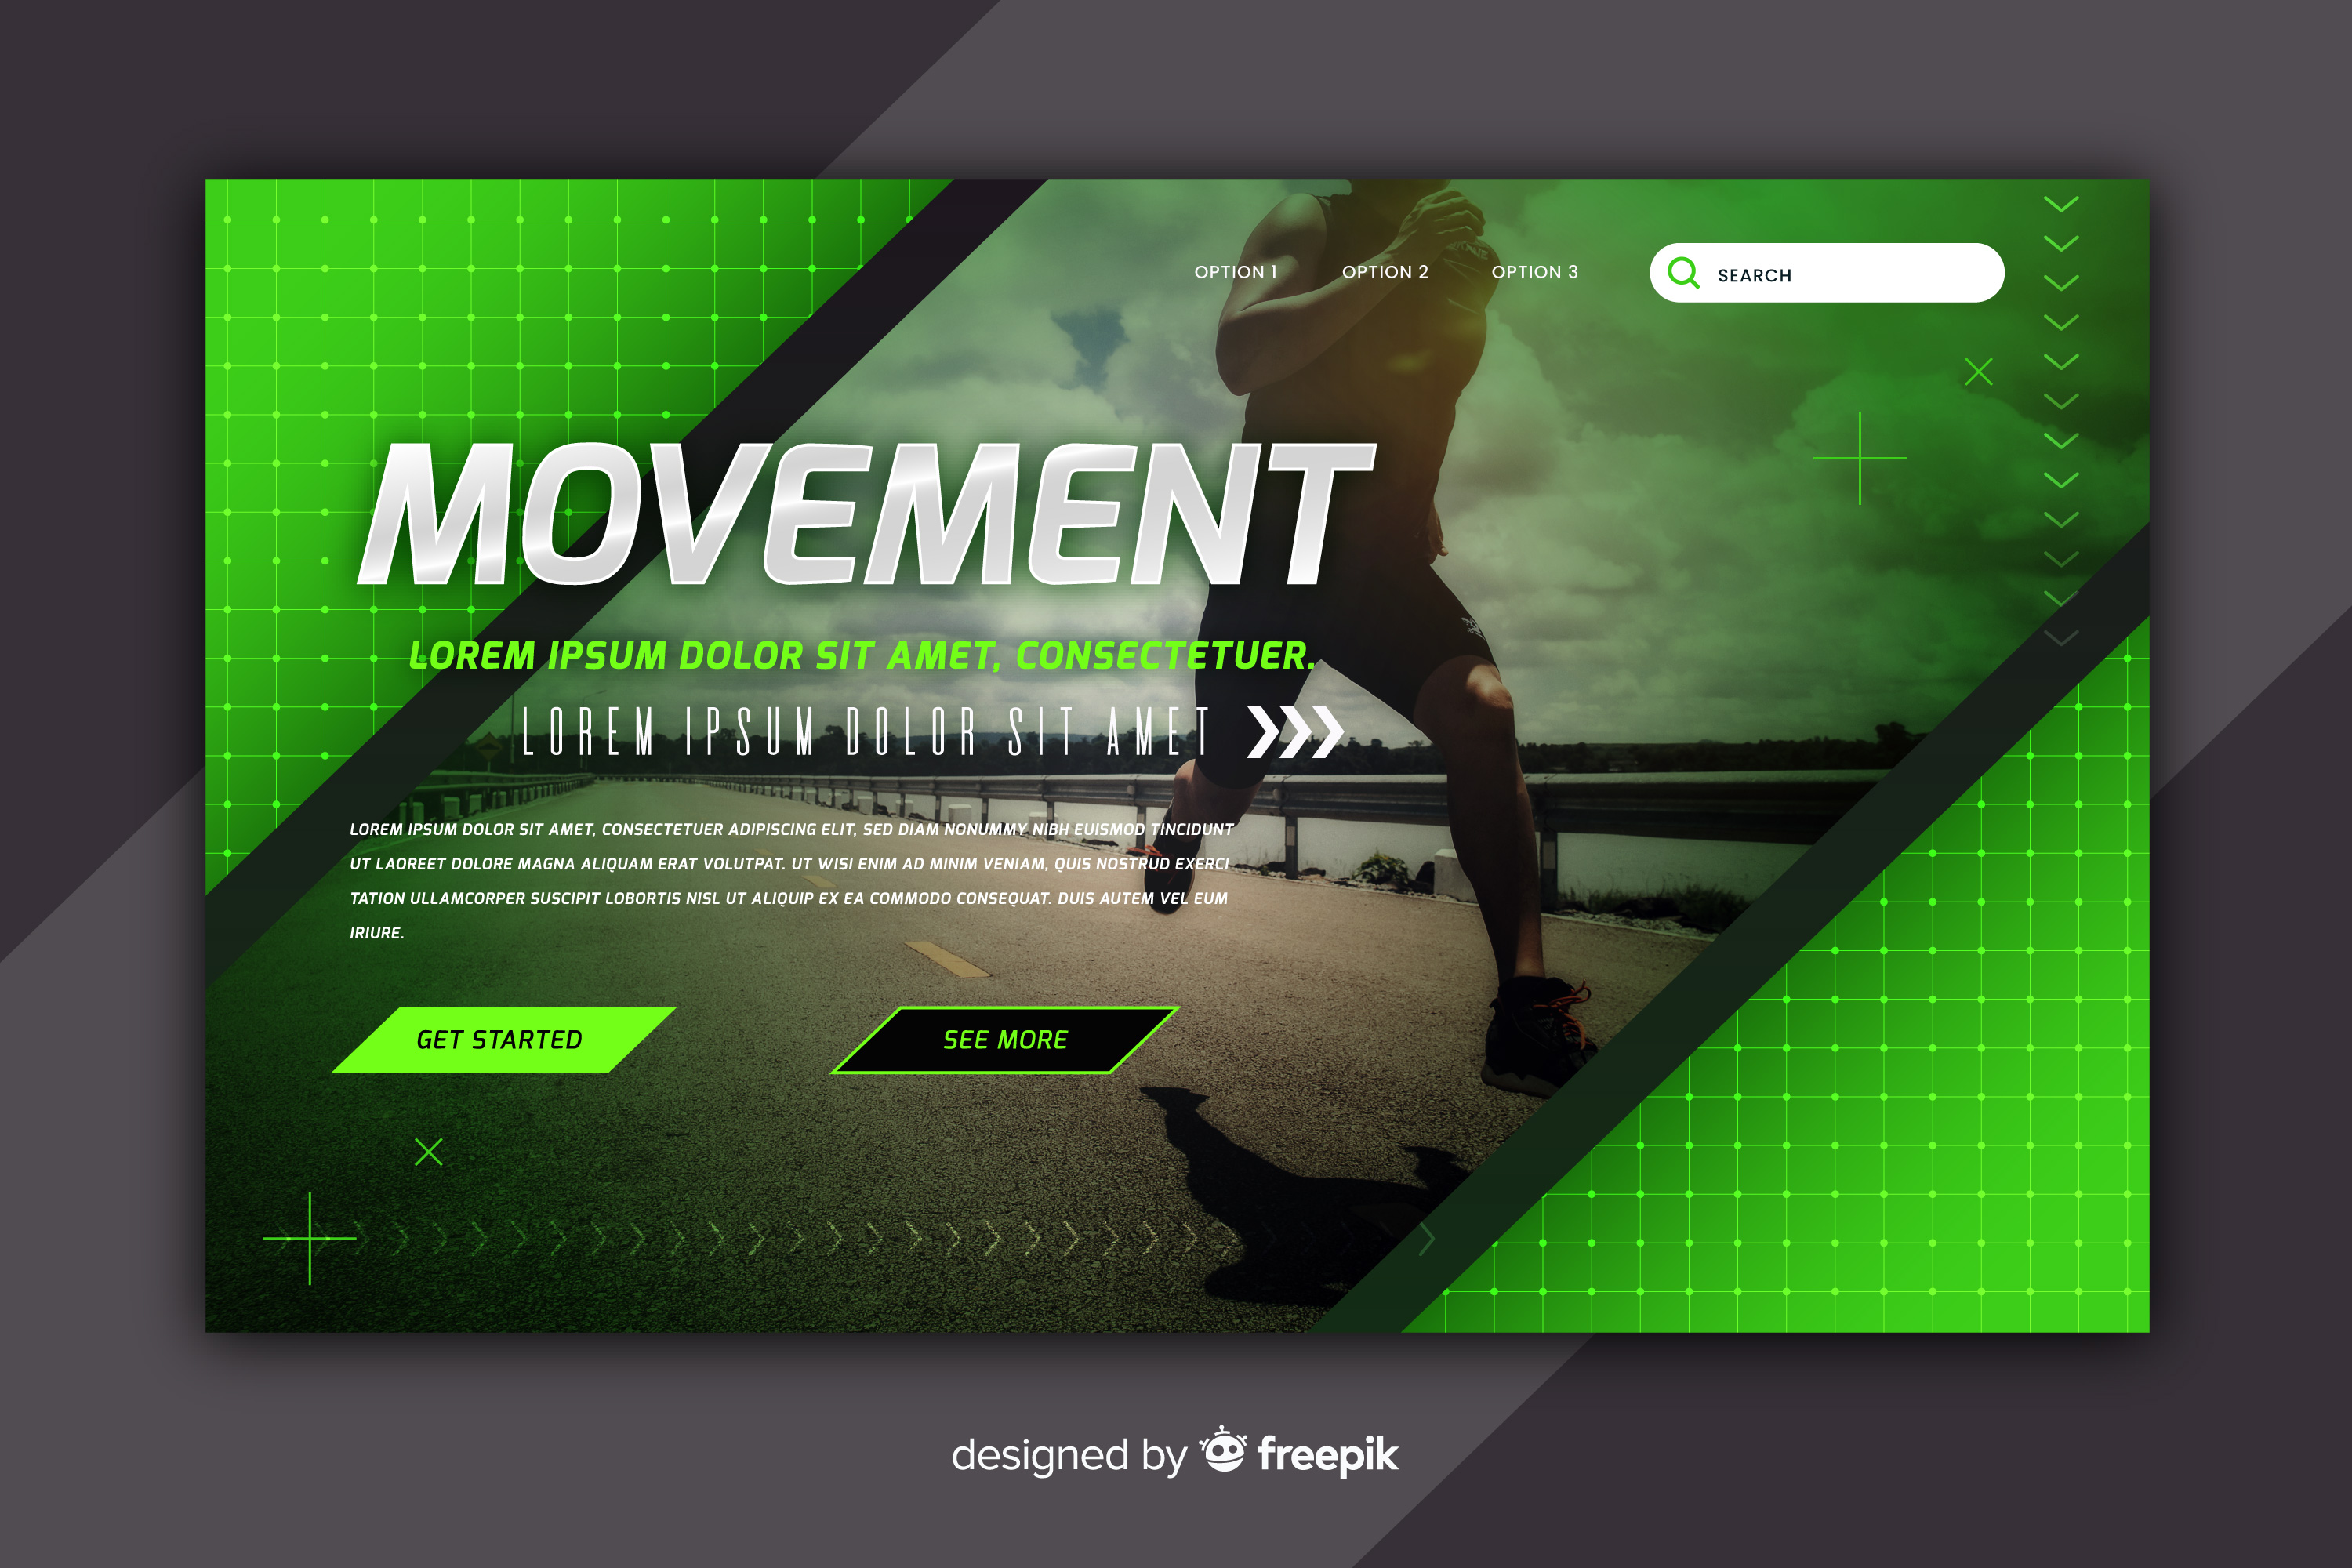 OPTION 1 OPTION 2 OPTION 3 SEARCH
MOVEMENT
LOREM IPSUM DOLOR SIT AMET, CONSECTETUER.
LOREM IPSUM DOLOR SIT AMET
LOREM IPSUM DOLOR SIT AMET, CONSECTETUER ADIPISCING ELIT, SED DIAM NONUMMY NIBH EUISMOD TINCIDUNT
UT LAOREET DOLORE MAGNA ALIQUAM ERAT VOLUTPAT. UT WISI ENIM AD MINIM VENIAM, QUIS NOSTRUD EXERCI
TATION ULLAMCORPER SUSCIPIT LOBORTIS NISL UT ALIQUIP EX EA COMMODO CONSEQUAT. DUIS AUTEM VEL EUM
IRIURE.
GET STARTED SEE MORE
designed by freepik